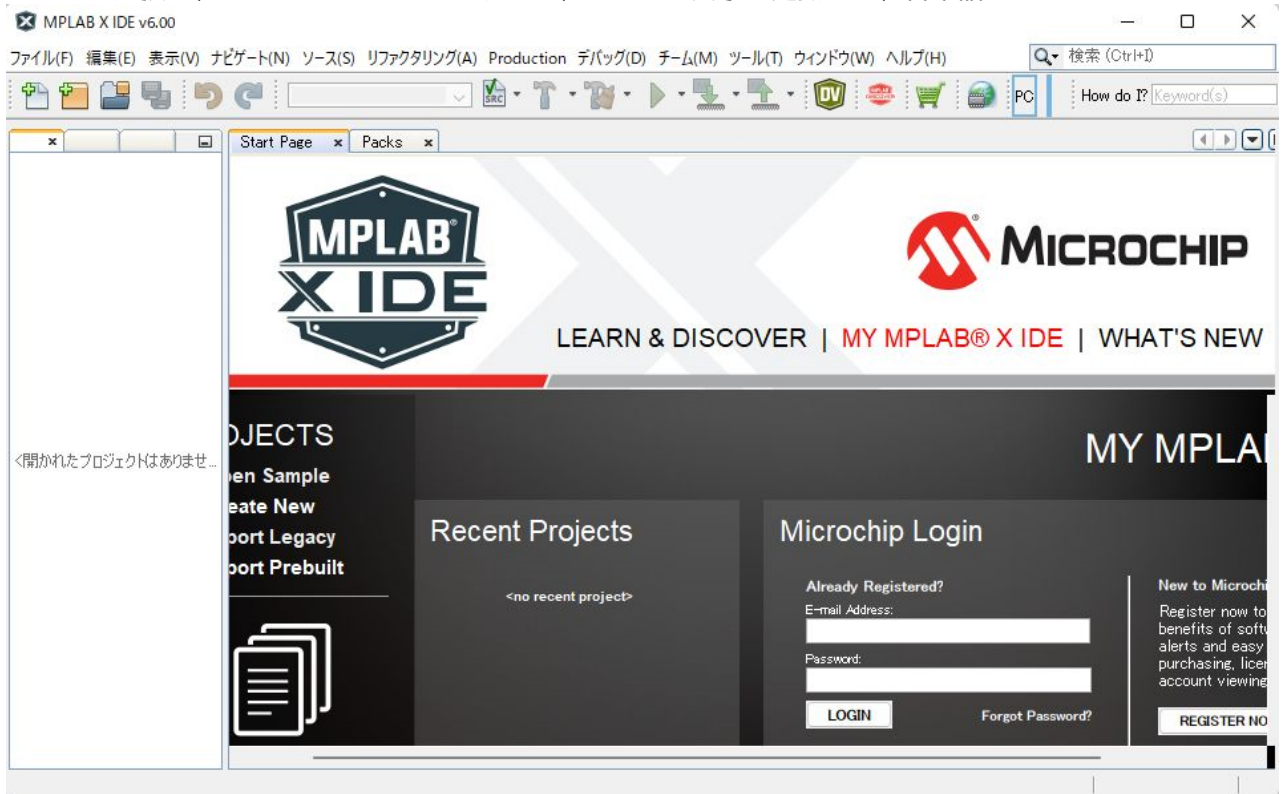 MPLAB X IDE v6.00
ファイル(F) 編集(E) 表示(V) ナビゲート(N) ソース(S) リファクタリング(A) Production デバッグ(D) チーム(M) ツール(T) ウィンドウ(W) ヘルプ(H) 検索 (Ctrl+I)
SRC DV PC How do I? Keyword(s)
Start Page Packs
MPLAB®
X IDE
MICROCHIP
LEARN & DISCOVER | MY MPLAB® X IDE | WHAT'S NEW
<開かれたプロジェクトはありませ...
OJECTS
MY MPLA
en Sample
eate New
port Legacy
port Prebuilt
Recent Projects
<no recent project>
Microchip Login
Already Registered?
E-mail Address:
Password:
LOGIN
Forgot Password?
New to Microchi
Register now to
benefits of softw
alerts and easy
purchasing, licen
account viewing
REGISTER NO